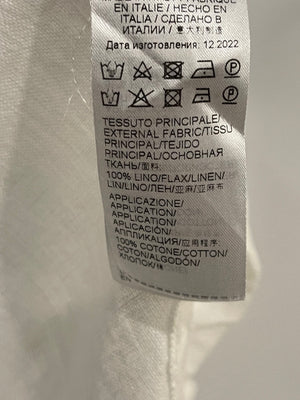 EN ITALIE / HECHO EN
ITALIA / СДЕЛАНО В
ИТАЛИИ / 意大利制造
Дата изготовления: 12.2022
TESSUTO PRINCIPALE/
EXTERNAL FABRIC/TISSU
PRINCIPAL/TEJIDO
PRINCIPAL/ОСНОВНАЯ
ТКАНЬ/面料:
100% LINO/FLAX/LINEN/
LIN/LINO/ЛЕН/亚麻/亚麻布
APPLICAZIONE/
APPLICATION/
APPLICATION/
APLICACIÓN/
АППЛИКАЦИЯ/应用程序:
100% COTONE/COTTON/
COTON/ALGODÓN/
ХЛОПОК/棉